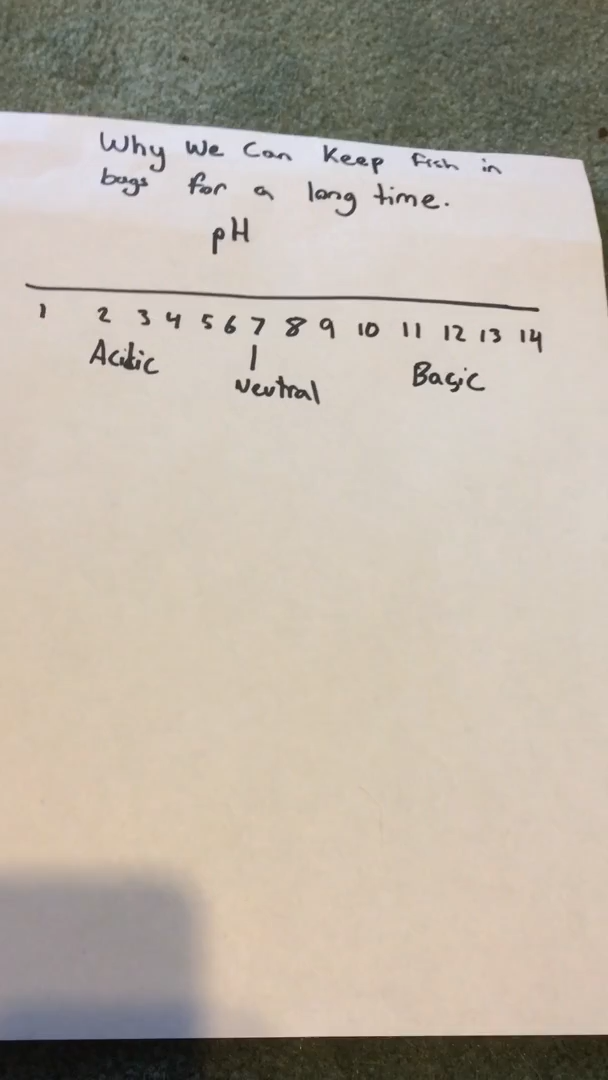 Why We Can Keep fish in
bags for a long time.
pH
1 2 3 4 5 6 7 8 9 10 11 12 13 14
Acidic Basic
Neutral